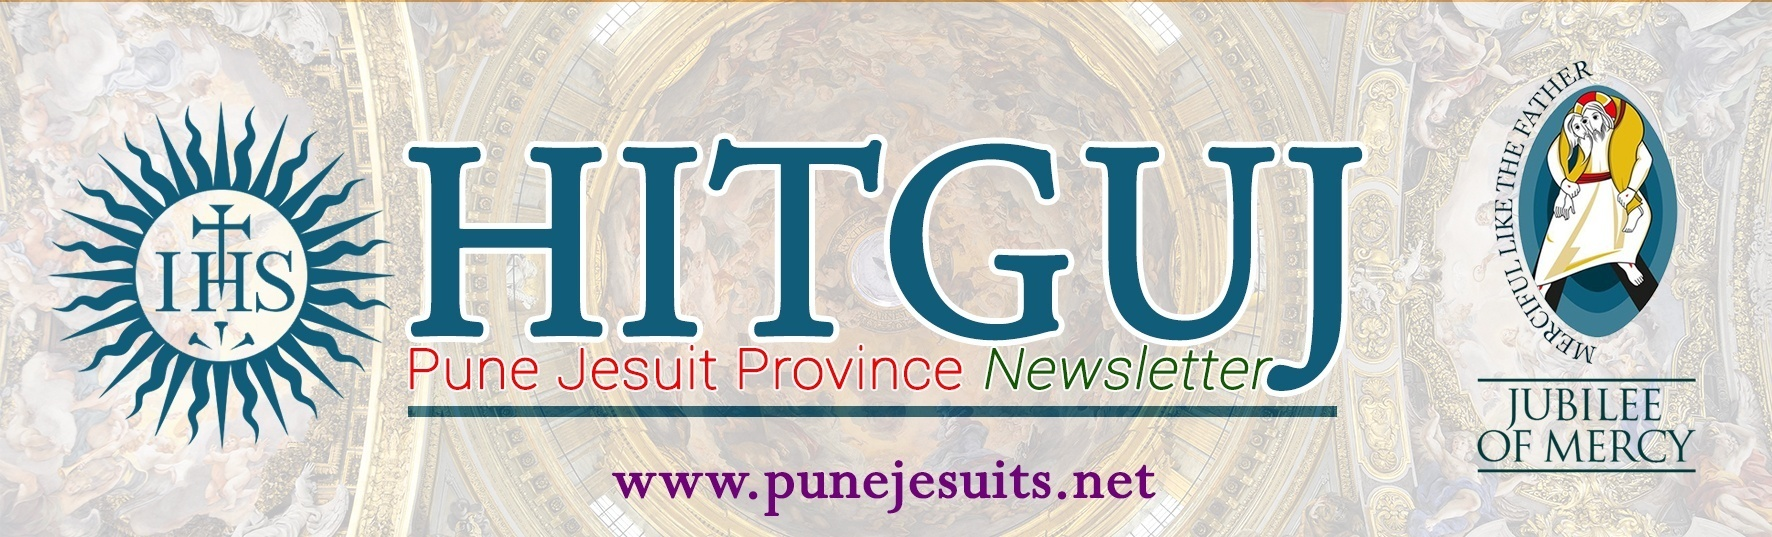 IHS
HITGUJ
Pune Jesuit Province Newsletter
www.punejesuits.net
MERCIFUL LIKE THE FATHER
JUBILEE
OF MERCY